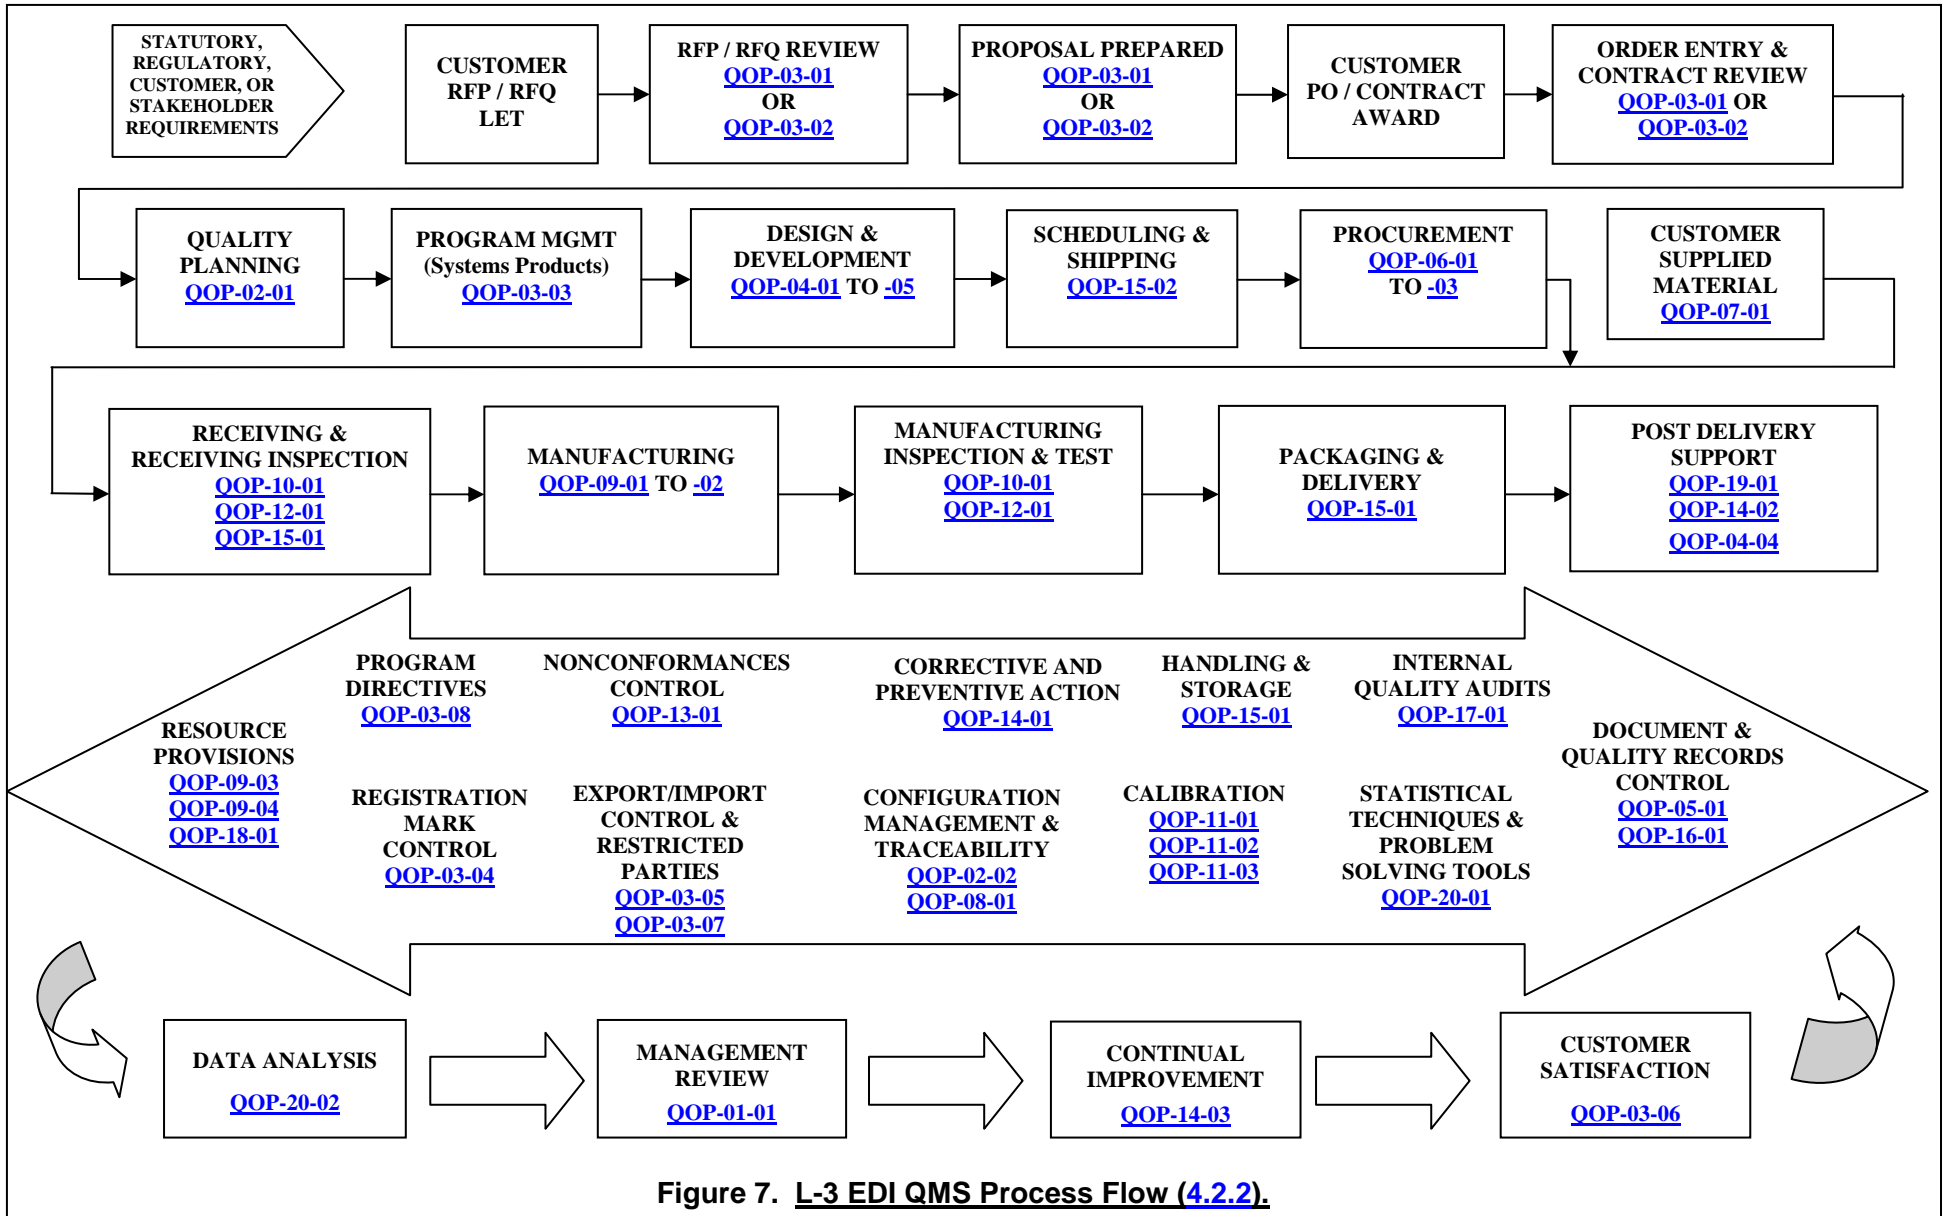 STATUTORY,
REGULATORY,
CUSTOMER, OR
STAKEHOLDER
REQUIREMENTS
CUSTOMER
RFP / RFQ
LET
RFP / RFQ REVIEW
QOP-03-01
OR
QOP-03-02
PROPOSAL PREPARED
QOP-03-01
OR
QOP-03-02
CUSTOMER
PO / CONTRACT
AWARD
ORDER ENTRY &
CONTRACT REVIEW
QOP-03-01 OR
QOP-03-02
QUALITY
PLANNING
QOP-02-01
PROGRAM MGMT
(Systems Products)
QOP-03-03
DESIGN &
DEVELOPMENT
QOP-04-01 TO -05
SCHEDULING &
SHIPPING
QOP-15-02
PROCUREMENT
QOP-06-01
TO -03
CUSTOMER
SUPPLIED
MATERIAL
QOP-07-01
RECEIVING &
RECEIVING INSPECTION
QOP-10-01
QOP-12-01
QOP-15-01
MANUFACTURING
QOP-09-01 TO -02
MANUFACTURING
INSPECTION & TEST
QOP-10-01
QOP-12-01
PACKAGING &
DELIVERY
QOP-15-01
POST DELIVERY
SUPPORT
QOP-19-01
QOP-14-02
QOP-04-04
RESOURCE
PROVISIONS
QOP-09-03
QOP-09-04
QOP-18-01
PROGRAM
DIRECTIVES
QOP-03-08
NONCONFORMANCES
CONTROL
QOP-13-01
CORRECTIVE AND
PREVENTIVE ACTION
QOP-14-01
HANDLING &
STORAGE
QOP-15-01
INTERNAL
QUALITY AUDITS
QOP-17-01
DOCUMENT &
QUALITY RECORDS
CONTROL
QOP-05-01
QOP-16-01
REGISTRATION
MARK
CONTROL
QOP-03-04
EXPORT/IMPORT
CONTROL &
RESTRICTED
PARTIES
QOP-03-05
QOP-03-07
CONFIGURATION
MANAGEMENT &
TRACEABILITY
QOP-02-02
QOP-08-01
CALIBRATION
QOP-11-01
QOP-11-02
QOP-11-03
STATISTICAL
TECHNIQUES &
PROBLEM
SOLVING TOOLS
QOP-20-01
DATA ANALYSIS
QOP-20-02
MANAGEMENT
REVIEW
QOP-01-01
CONTINUAL
IMPROVEMENT
QOP-14-03
CUSTOMER
SATISFACTION
QOP-03-06
Figure 7. L-3 EDI QMS Process Flow (4.2.2).